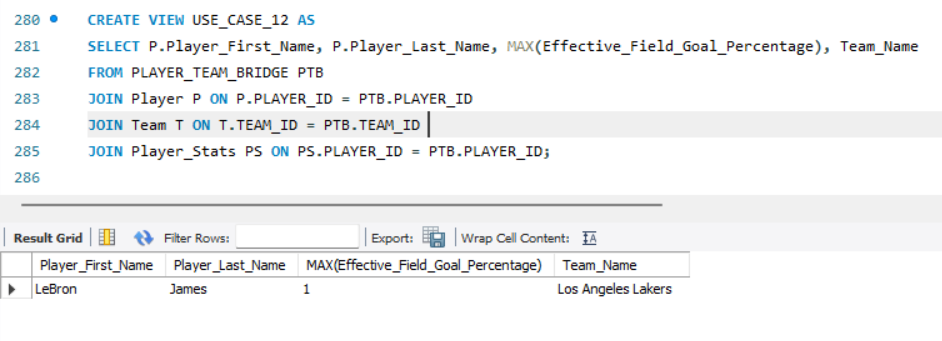 280 CREATE VIEW USE_CASE_12 AS
281 SELECT P.Player_First_Name, P.Player_Last_Name, MAX(Effective_Field_Goal_Percentage), Team_Name
282 FROM PLAYER_TEAM_BRIDGE PTB
283 JOIN Player P ON P.PLAYER_ID = PTB.PLAYER_ID
284 JOIN Team T ON T.TEAM_ID = PTB.TEAM_ID
285 JOIN Player_Stats PS ON PS.PLAYER_ID = PTB.PLAYER_ID;
286
Result Grid Filter Rows: Export: Wrap Cell Content:
Player_First_Name Player_Last_Name MAX(Effective_Field_Goal_Percentage) Team_Name
LeBron James 1 Los Angeles Lakers